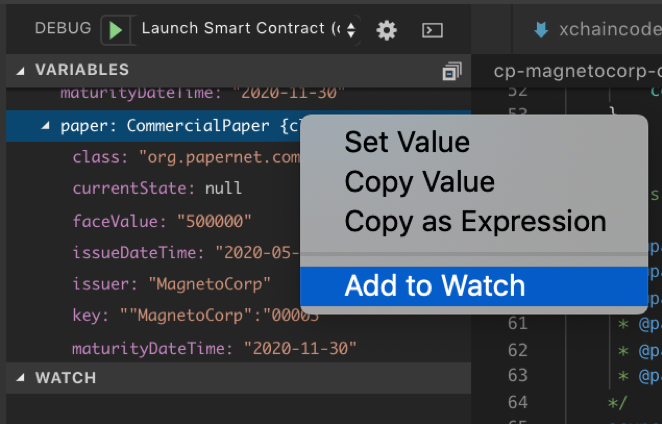 DEBUG Launch Smart Contract (
xchaincode
VARIABLES
cp-magnetocorp-c
maturityDateTime: "2020-11-30"
52
53 }
paper: CommercialPaper {cl
Set Value
class: "org.papernet.com
Copy Value
currentState: null
faceValue: "500000"
Copy as Expression
issueDateTime: "2020-05-
issuer: "MagnetoCorp"
Add to Watch
key: ""MagnetoCorp":"00005"
61 * @pa
62 * @pa
maturityDateTime: "2020-11-30"
63 * @pa
WATCH
64 */